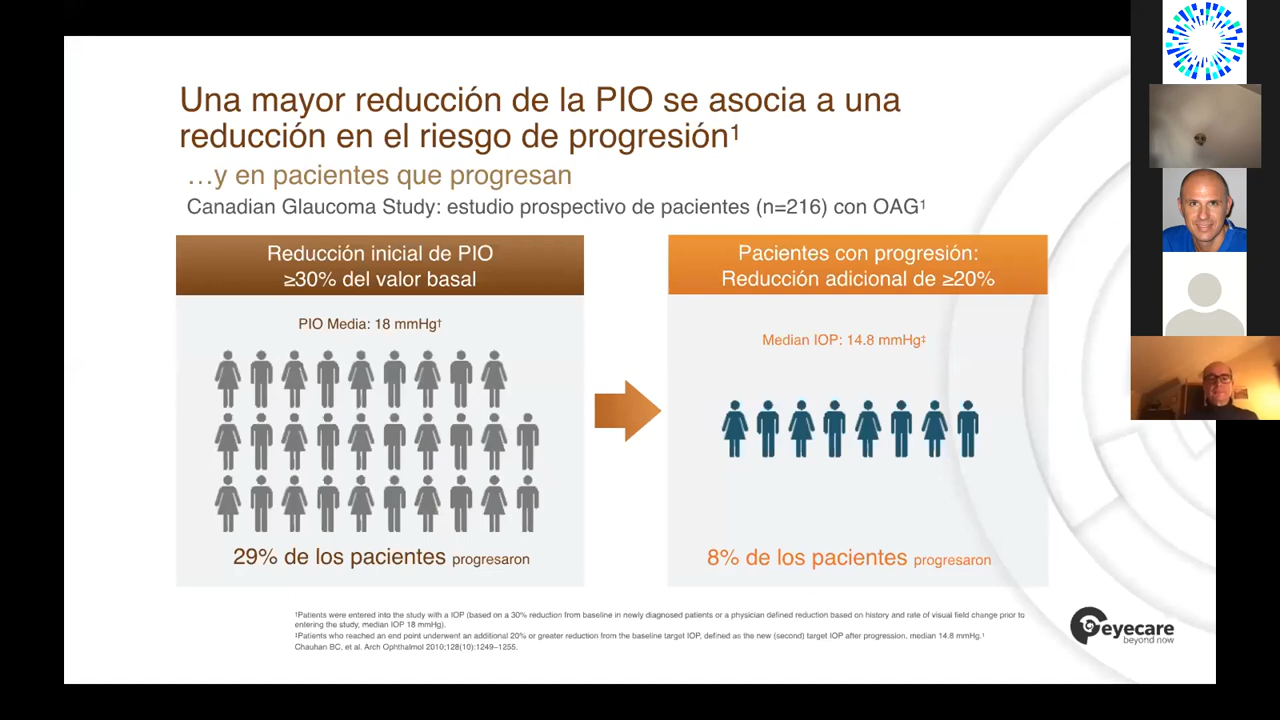 Una mayor reducción de la PIO se asocia a una
reducción en el riesgo de progresión¹
…y en pacientes que progresan
Canadian Glaucoma Study: estudio prospectivo de pacientes (n=216) con OAG¹
Reducción inicial de PIO
≥30% del valor basal
PIO Media: 18 mmHg†
29% de los pacientes progresaron
Pacientes con progresión:
Reducción adicional de ≥20%
Median IOP: 14.8 mmHg‡
8% de los pacientes progresaron
†Patients were entered into the study with a IOP (based on a 30% reduction from baseline in newly diagnosed patients or a physician defined reduction based on history and rate of visual field change prior to
entering the study, median IOP 18 mmHg).
‡Patients who reached an end point underwent an additional 20% or greater reduction from the baseline target IOP, defined as the new (second) target IOP after progression, median 14.8 mmHg.¹
Chauhan BC, et al. Arch Ophthalmol 2010;128(10):1249–1255.
eyecare
beyond now